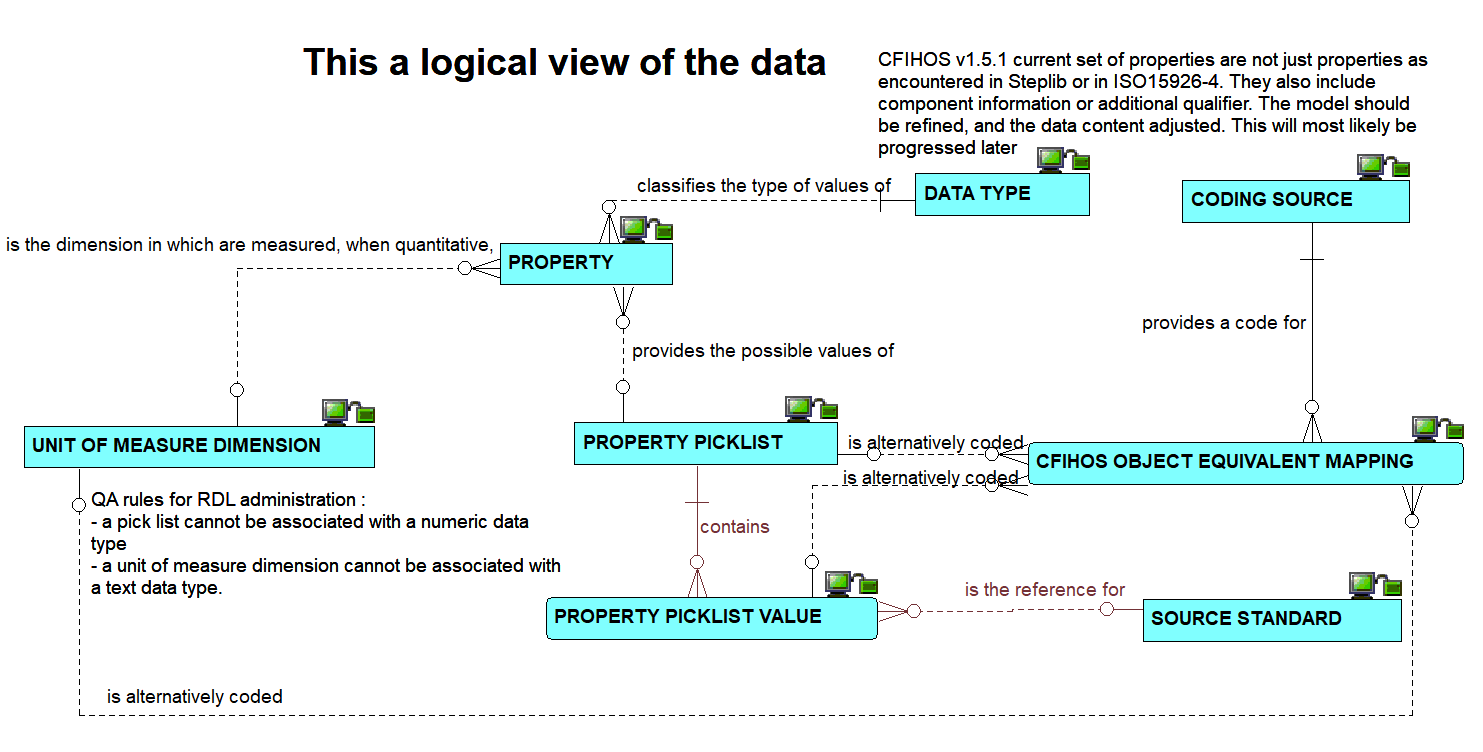 This a logical view of the data
CFIHOS v1.5.1 current set of properties are not just properties as
encountered in Steplib or in ISO15926-4. They also include
component information or additional qualifier. The model should
be refined, and the data content adjusted. This will most likely be
progressed later
classifies the type of values of
DATA TYPE
CODING SOURCE
is the dimension in which are measured, when quantitative,
PROPERTY
provides a code for
provides the possible values of
UNIT OF MEASURE DIMENSION
PROPERTY PICKLIST
is alternatively coded
CFIHOS OBJECT EQUIVALENT MAPPING
is alternatively coded
QA rules for RDL administration :
- a pick list cannot be associated with a numeric data
type
- a unit of measure dimension cannot be associated with
a text data type.
contains
is the reference for
PROPERTY PICKLIST VALUE
SOURCE STANDARD
is alternatively coded